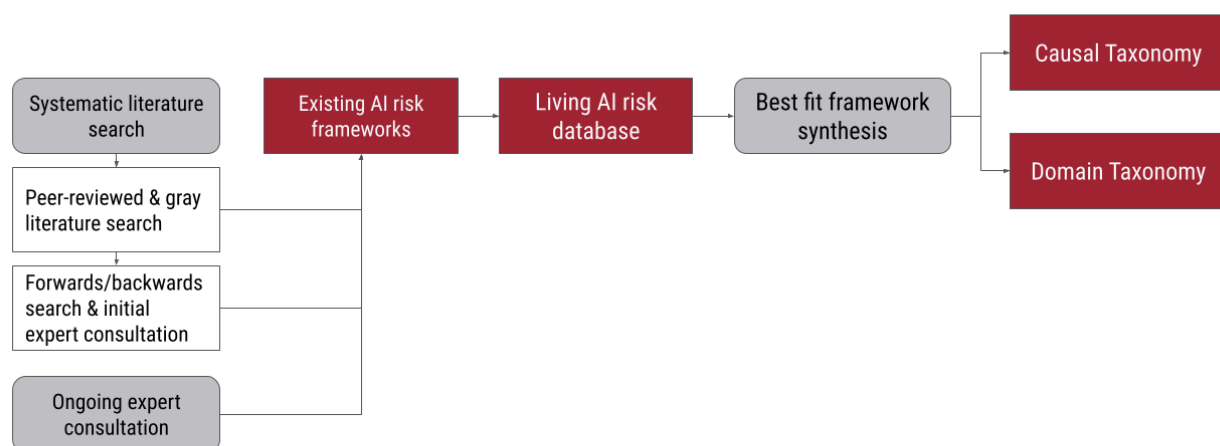 Systematic literature
search
Peer-reviewed & gray
literature search
Forwards/backwards
search & initial
expert consultation
Ongoing expert
consultation
Existing AI risk
frameworks
Living AI risk
database
Best fit framework
synthesis
Causal Taxonomy
Domain Taxonomy